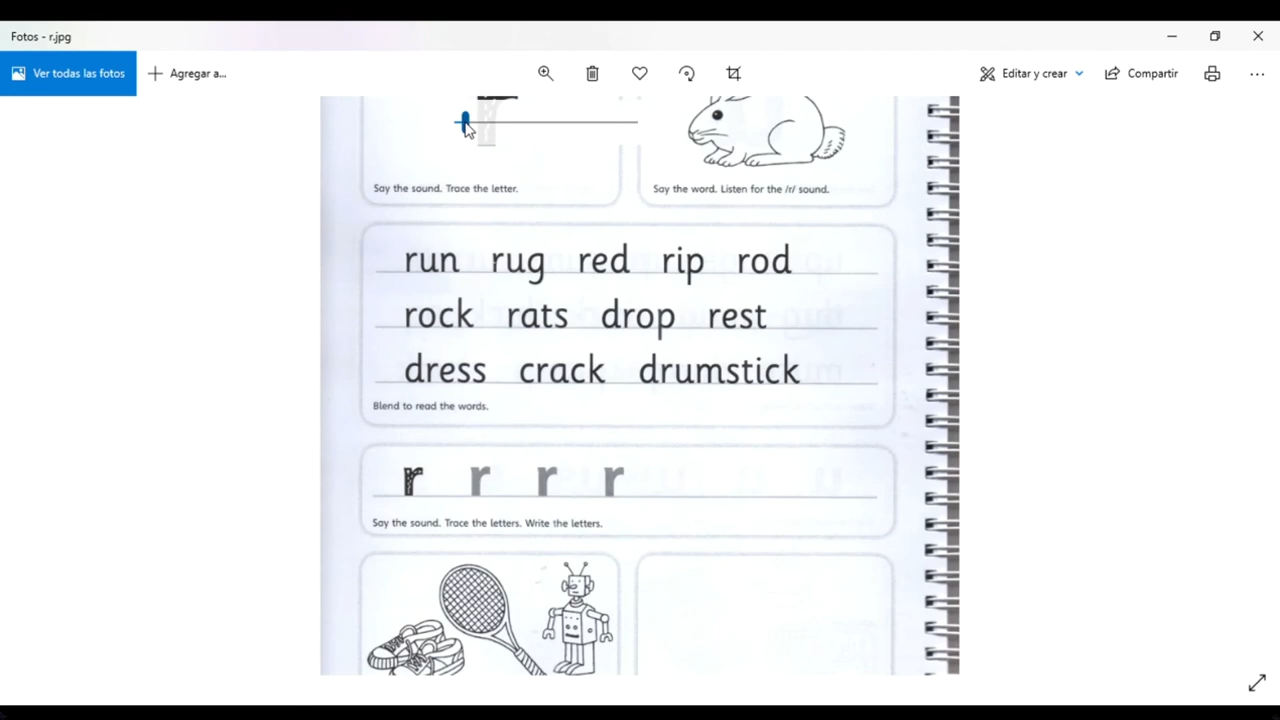 Fotos - r.jpg
Ver todas las fotos Agregar a... Editar y crear Compartir
Say the sound. Trace the letter. Say the word. Listen for the /r/ sound.
run rug red rip rod
rock rats drop rest
dress crack drumstick
Blend to read the words.
r r r r
Say the sound. Trace the letters. Write the letters.